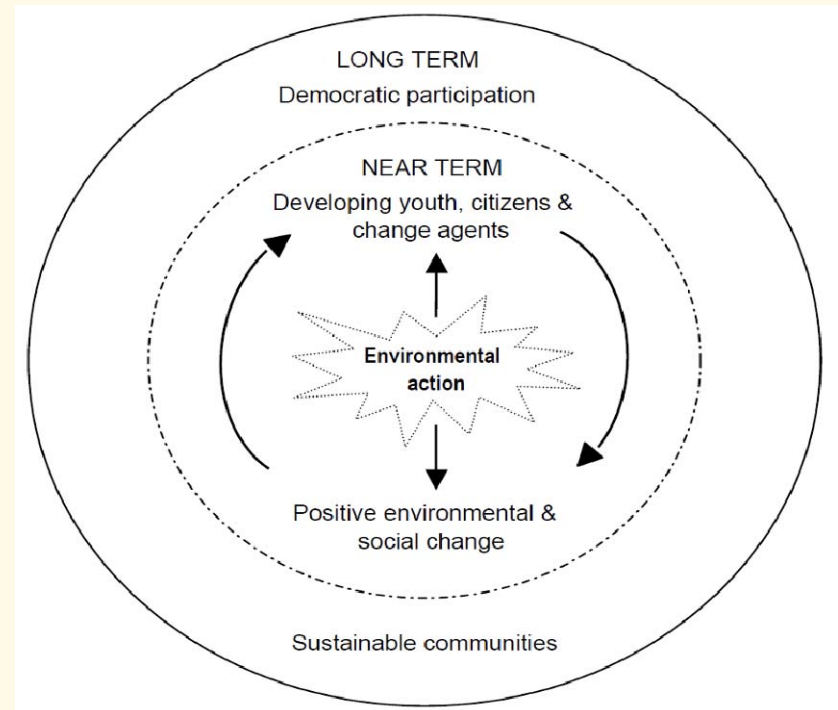 LONG TERM
Democratic participation
NEAR TERM
Developing youth, citizens &
change agents
Environmental
action
Positive environmental &
social change
Sustainable communities